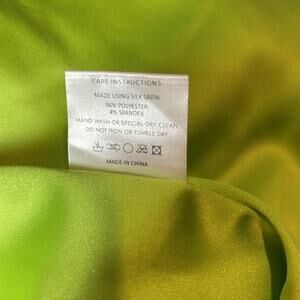 CARE INSTRUCTIONS
MADE USING SILK SATIN
96% POLYESTER
4% SPANDEX
HAND WASH OR SPECIAL DRY CLEAN
DO NOT IRON OR TUMBLE DRY
MADE IN CHINA